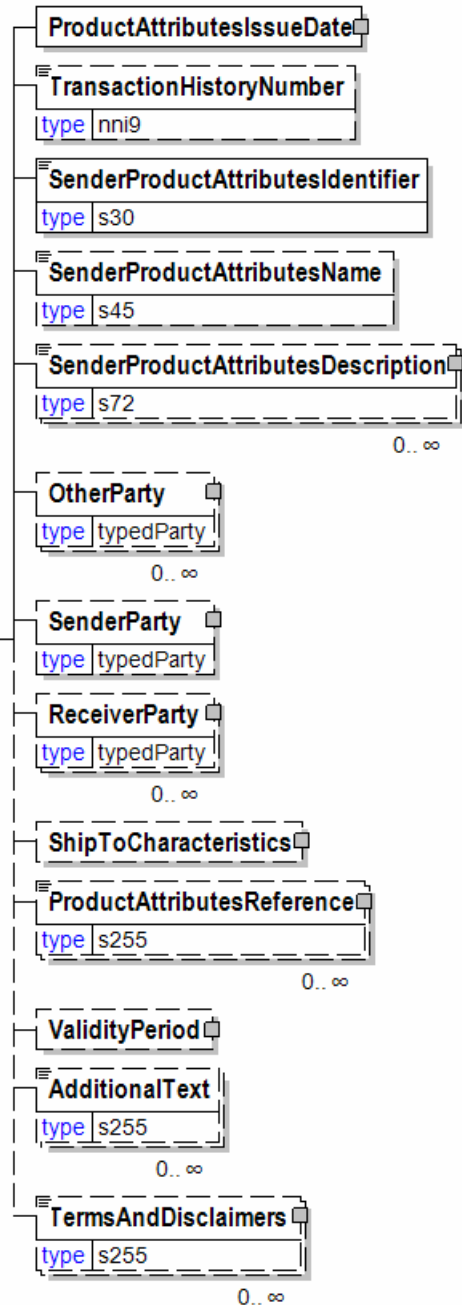 ProductAttributesIssueDate
TransactionHistoryNumber
type nni9
SenderProductAttributesIdentifier
type s30
SenderProductAttributesName
type s45
SenderProductAttributesDescription
type s72
0.. ∞
OtherParty
type typedParty
0.. ∞
SenderParty
type typedParty
ReceiverParty
type typedParty
0.. ∞
ShipToCharacteristics
ProductAttributesReference
type s255
0.. ∞
ValidityPeriod
AdditionalText
type s255
0.. ∞
TermsAndDisclaimers
type s255
0.. ∞